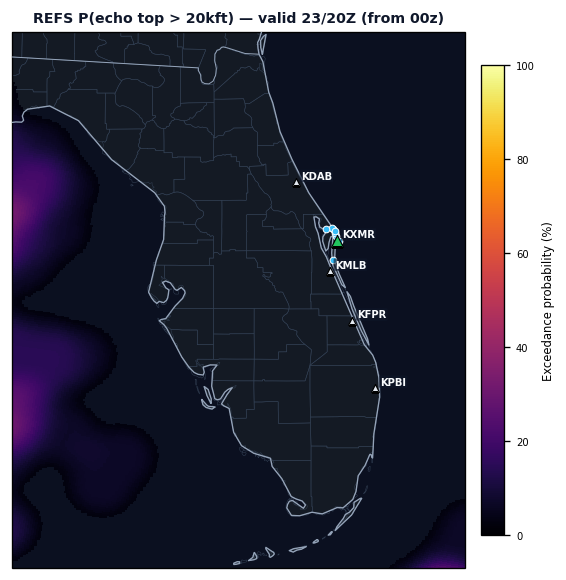 REFS P(echo top > 20kft) — valid 23/20Z (from 00z)
100
KDAB
80
KXMR
KMLB
60
KFPR
Exceedance probability (%)
40
KPBI
20
0